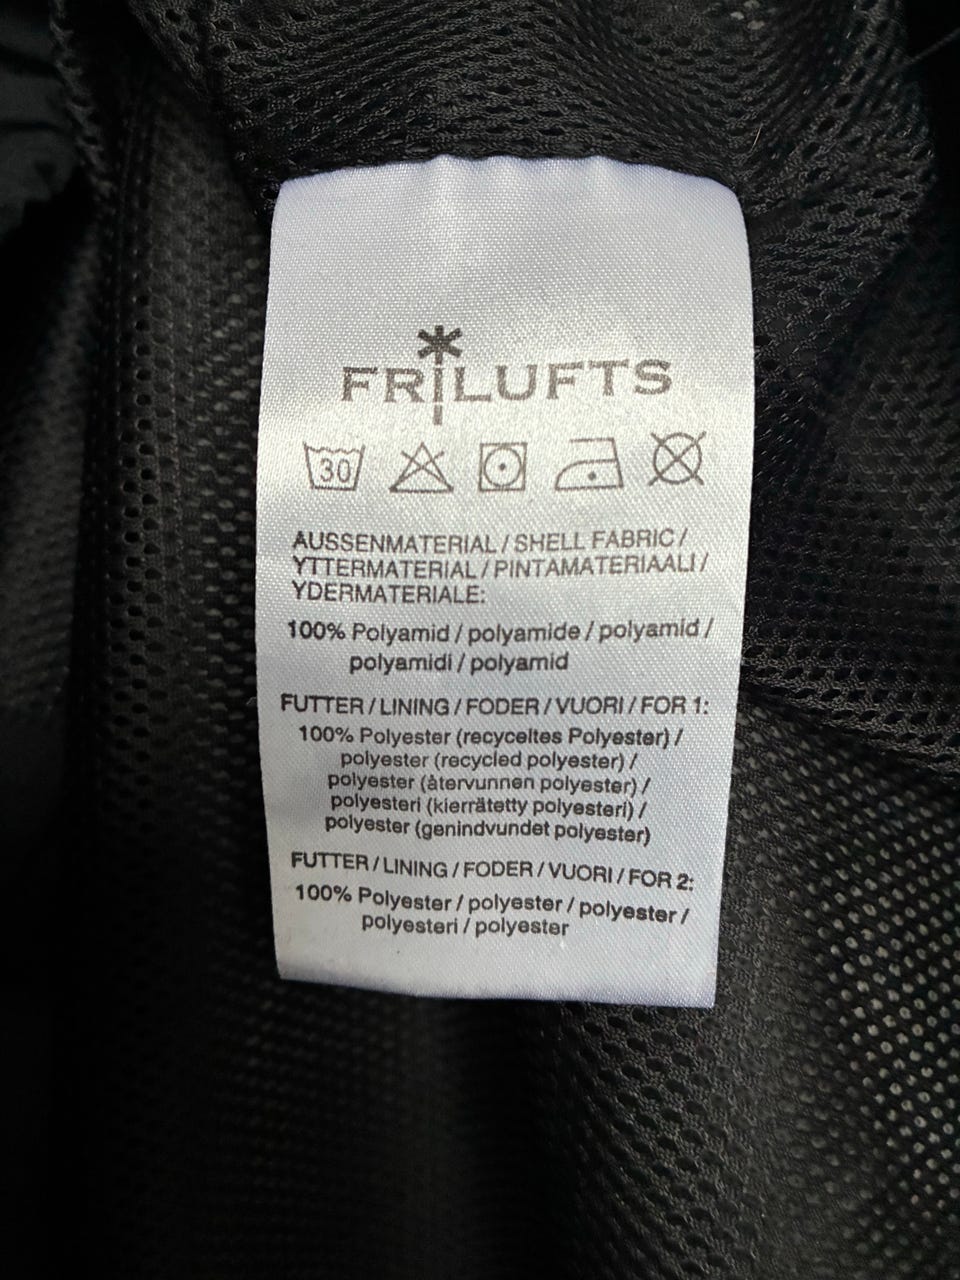 FRILUFTS
30
AUSSENMATERIAL / SHELL FABRIC /
YTTERMATERIAL / PINTAMATERIAALI /
YDERMATERIALE:
100% Polyamid / polyamide / polyamid /
polyamidi / polyamid
FUTTER / LINING / FODER / VUORI / FOR 1:
100% Polyester (recyceltes Polyester) /
polyester (recycled polyester) /
polyester (återvunnen polyester) /
polyesteri (kierrätetty polyesteri) /
polyester (genindvundet polyester)
FUTTER / LINING / FODER / VUORI / FOR 2:
100% Polyester / polyester / polyester /
polyesteri / polyester